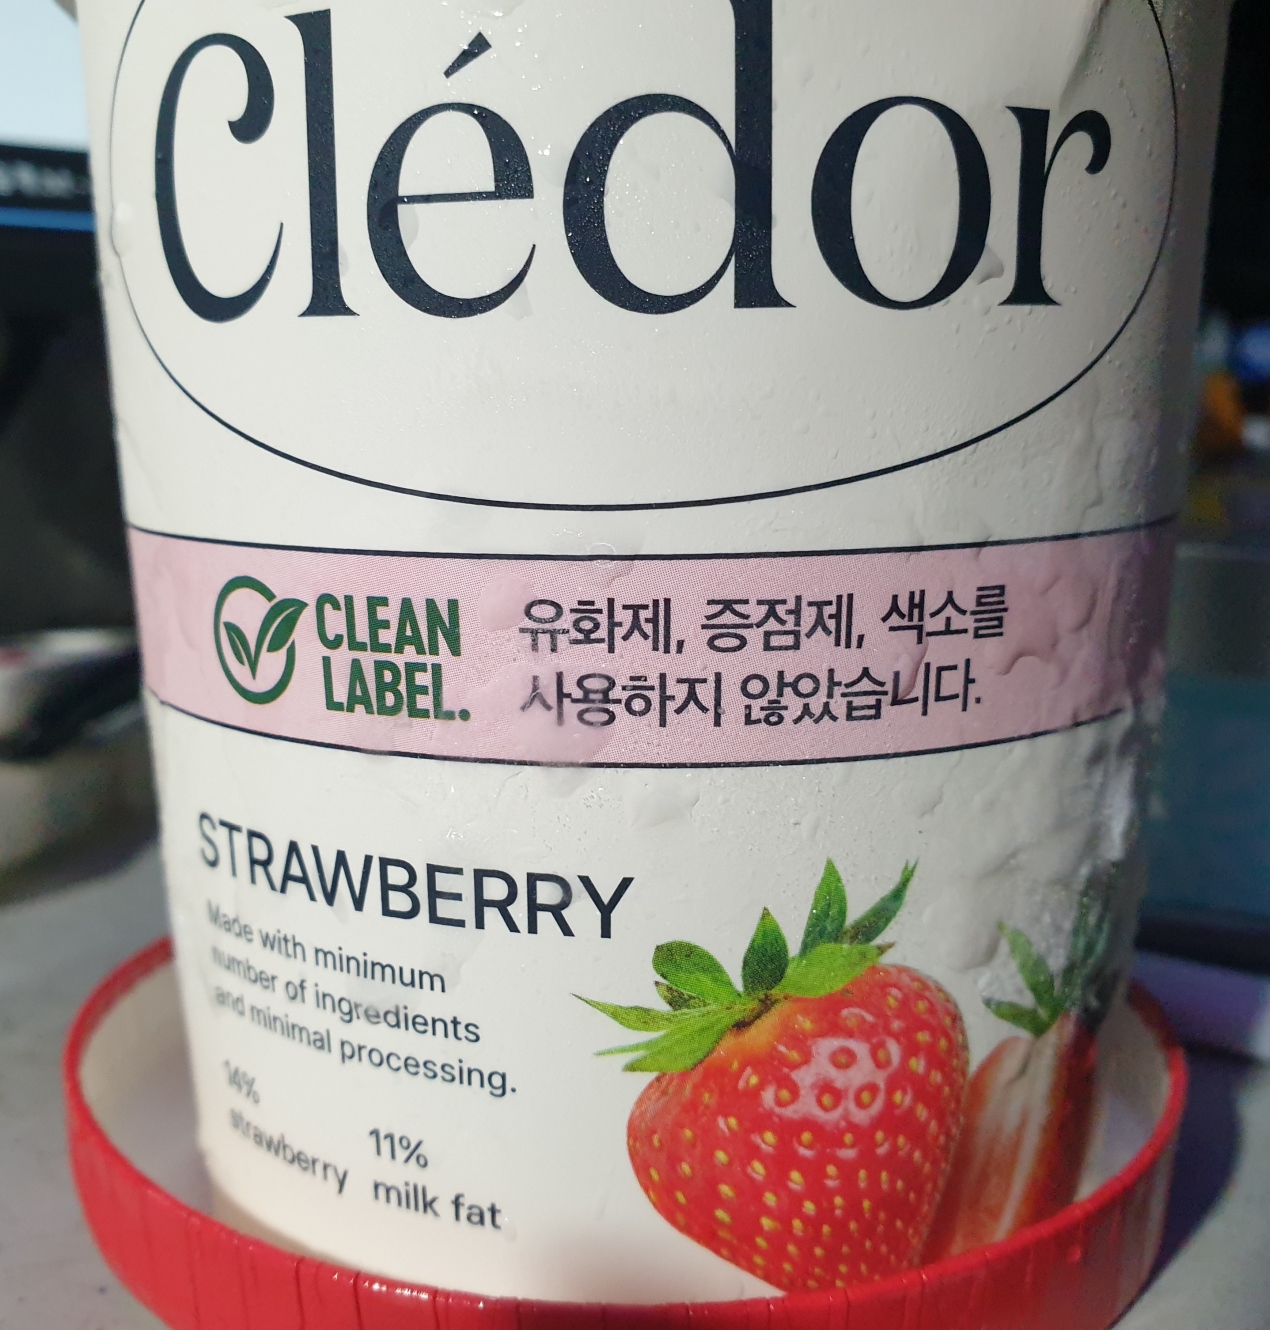 Clédor
CLEAN
LABEL.
유화제, 증점제, 색소를
사용하지 않았습니다.
STRAWBERRY
Made with minimum
number of ingredients
and minimal processing.
14%
strawberry
11%
milk fat